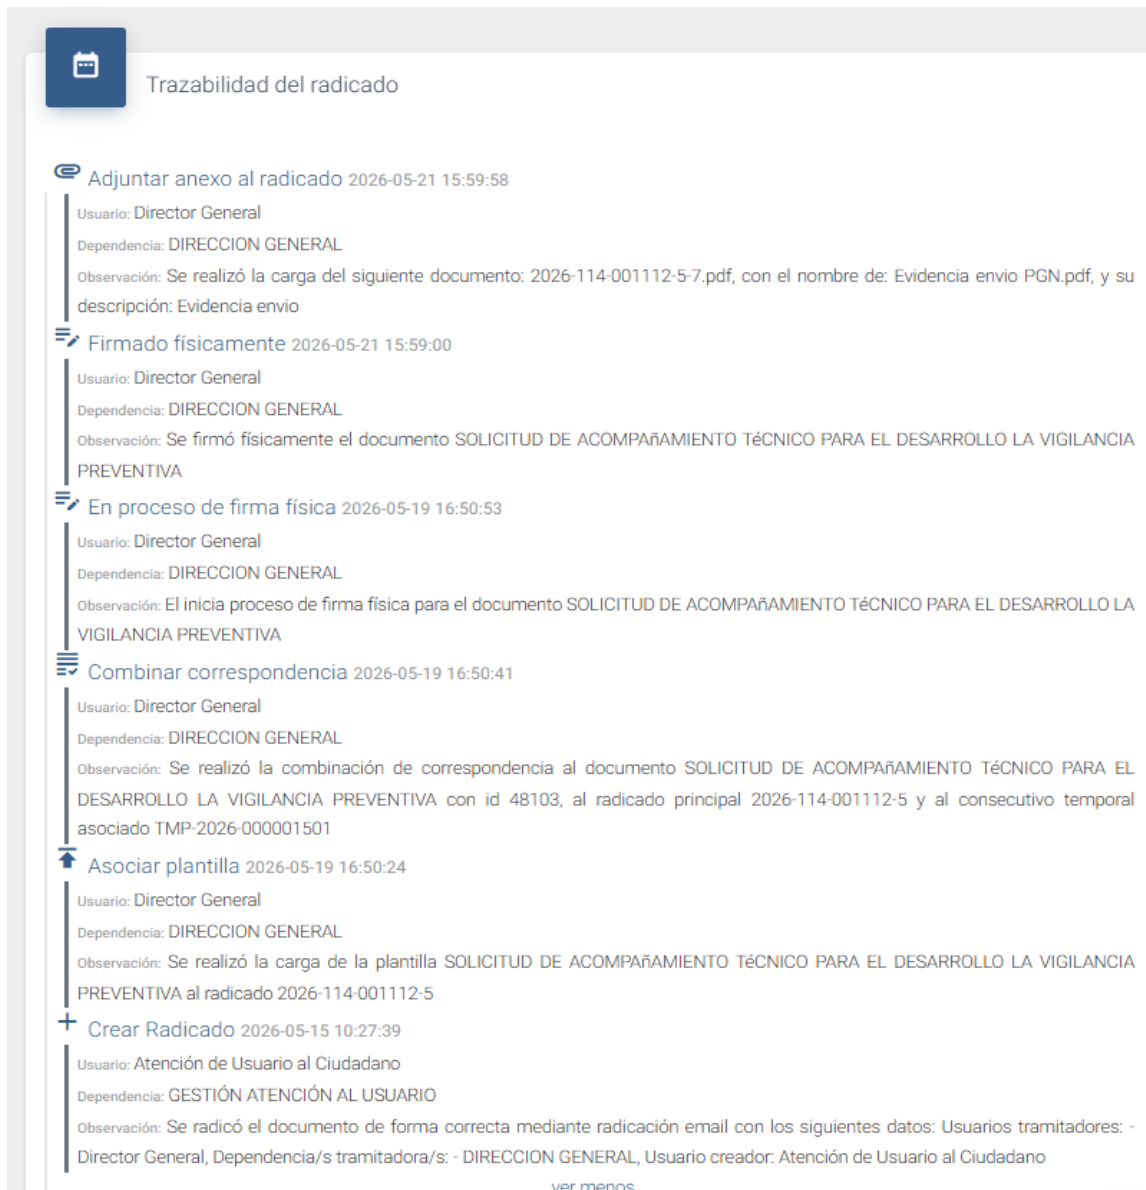 Trazabilidad del radicado
Adjuntar anexo al radicado 2026-05-21 15:59:58
Usuario: Director General
Dependencia: DIRECCION GENERAL
Observación: Se realizó la carga del siguiente documento: 2026-114-001112-5-7.pdf, con el nombre de: Evidencia envio PGN.pdf, y su
descripción: Evidencia envio
Firmado físicamente 2026-05-21 15:59:00
Usuario: Director General
Dependencia: DIRECCION GENERAL
Observación: Se firmó físicamente el documento SOLICITUD DE ACOMPAñAMIENTO TéCNICO PARA EL DESARROLLO LA VIGILANCIA
PREVENTIVA
En proceso de firma física 2026-05-19 16:50:53
Usuario: Director General
Dependencia: DIRECCION GENERAL
Observación: El inicia proceso de firma física para el documento SOLICITUD DE ACOMPAñAMIENTO TéCNICO PARA EL DESARROLLO LA
VIGILANCIA PREVENTIVA
Combinar correspondencia 2026-05-19 16:50:41
Usuario: Director General
Dependencia: DIRECCION GENERAL
Observación: Se realizó la combinación de correspondencia al documento SOLICITUD DE ACOMPAñAMIENTO TéCNICO PARA EL
DESARROLLO LA VIGILANCIA PREVENTIVA con id 48103, al radicado principal 2026-114-001112-5 y al consecutivo temporal
asociado TMP-2026-000001501
Asociar plantilla 2026-05-19 16:50:24
Usuario: Director General
Dependencia: DIRECCION GENERAL
Observación: Se realizó la carga de la plantilla SOLICITUD DE ACOMPAñAMIENTO TéCNICO PARA EL DESARROLLO LA VIGILANCIA
PREVENTIVA al radicado 2026-114-001112-5
Crear Radicado 2026-05-15 10:27:39
Usuario: Atención de Usuario al Ciudadano
Dependencia: GESTIÓN ATENCIÓN AL USUARIO
Observación: Se radicó el documento de forma correcta mediante radicación email con los siguientes datos: Usuarios tramitadores: -
Director General, Dependencia/s tramitadora/s: - DIRECCION GENERAL, Usuario creador: Atención de Usuario al Ciudadano
ver menos